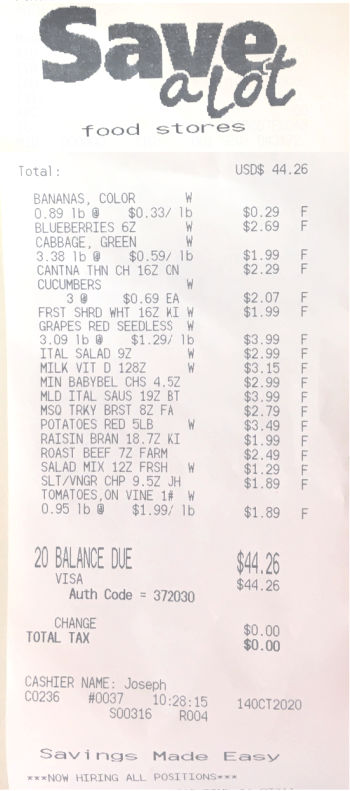 Save
a lot
food stores
Total: USD$ 44.26
BANANAS, COLOR W
0.89 lb @ $0.33/ lb $0.29 F
BLUEBERRIES 6Z W $2.69 F
CABBAGE, GREEN W
3.38 lb @ $0.59/ lb $1.99 F
CANTNA THN CH 16Z ON $2.29 F
CUCUMBERS W
3 @ $0.69 EA $2.07 F
FRST SHRD WHT 16Z KI W $1.99 F
GRAPES RED SEEDLESS W
3.09 lb @ $1.29/ lb $3.99 F
ITAL SALAD 9Z W $2.99 F
MILK VIT D 128Z W $3.15 F
MIN BABYBEL CHS 4.5Z $2.99 F
MLD ITAL SAUS 19Z BT $3.99 F
MSQ TRKY BRST 8Z FA $2.79 F
POTATOES RED 5LB W $3.49 F
RAISIN BRAN 18.7Z KI $1.99 F
ROAST BEEF 7Z FARM $2.49 F
SALAD MIX 12Z FRSH W $1.29 F
SLT/VNGR CHP 9.5Z JH $1.89 F
TOMATOES,ON VINE 1# W
0.95 lb @ $1.99/ lb $1.89 F
20 BALANCE DUE $44.26
VISA $44.26
Auth Code = 372030
CHANGE $0.00
TOTAL TAX $0.00
CASHIER NAME: Joseph
C0236 #0037 10:28:15 14OCT2020
S00316 R004
Savings Made Easy
***NOW HIRING ALL POSITIONS***